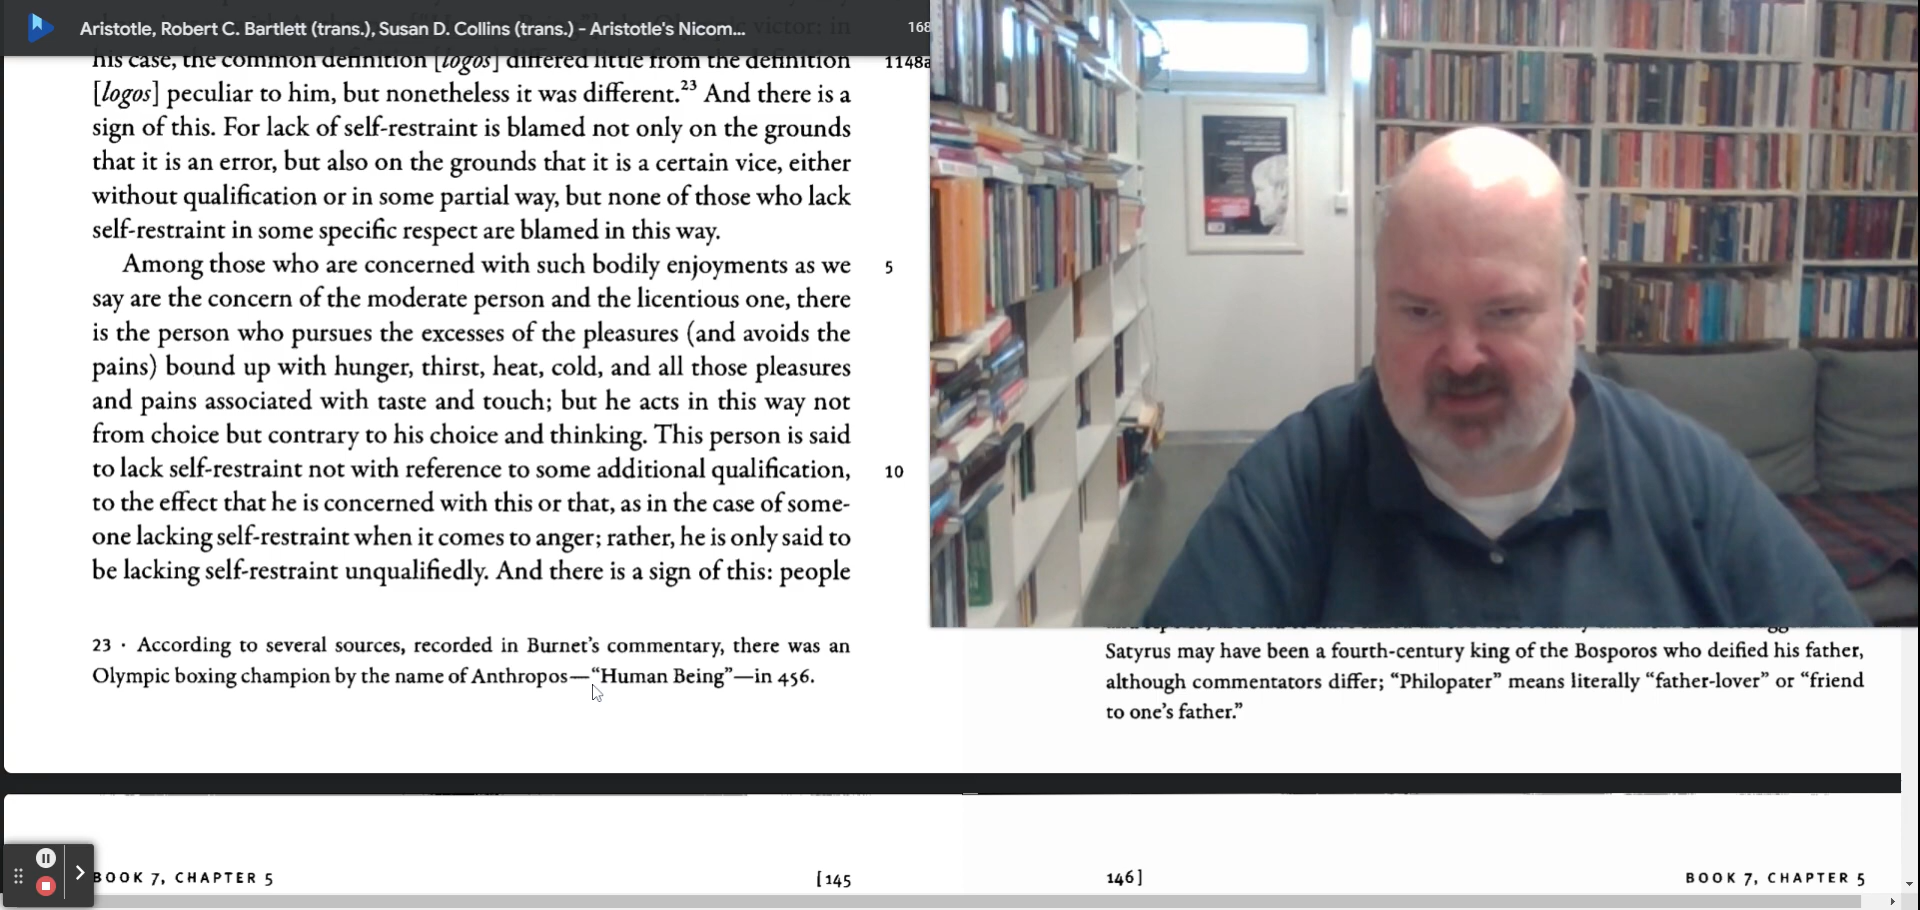 Aristotle, Robert C. Bartlett (trans.), Susan D. Collins (trans.) - Aristotle's Nicom...
168
victor: in
his case, the common definition [logos] differed little from the definition
1148a
[logos] peculiar to him, but nonetheless it was different.23 And there is a
sign of this. For lack of self-restraint is blamed not only on the grounds
that it is an error, but also on the grounds that it is a certain vice, either
without qualification or in some partial way, but none of those who lack
self-restraint in some specific respect are blamed in this way.
Among those who are concerned with such bodily enjoyments as we
5
say are the concern of the moderate person and the licentious one, there
is the person who pursues the excesses of the pleasures (and avoids the
pains) bound up with hunger, thirst, heat, cold, and all those pleasures
and pains associated with taste and touch; but he acts in this way not
from choice but contrary to his choice and thinking. This person is said
to lack self-restraint not with reference to some additional qualification,
10
to the effect that he is concerned with this or that, as in the case of some-
one lacking self-restraint when it comes to anger; rather, he is only said to
be lacking self-restraint unqualifiedly. And there is a sign of this: people
23 · According to several sources, recorded in Burnet's commentary, there was an
Olympic boxing champion by the name of Anthropos—“Human Being”—in 456.
Satyrus may have been a fourth-century king of the Bosporos who deified his father,
although commentators differ; “Philopater” means literally “father-lover” or “friend
to one's father.”
BOOK 7, CHAPTER 5
[145
146]
BOOK 7, CHAPTER 5